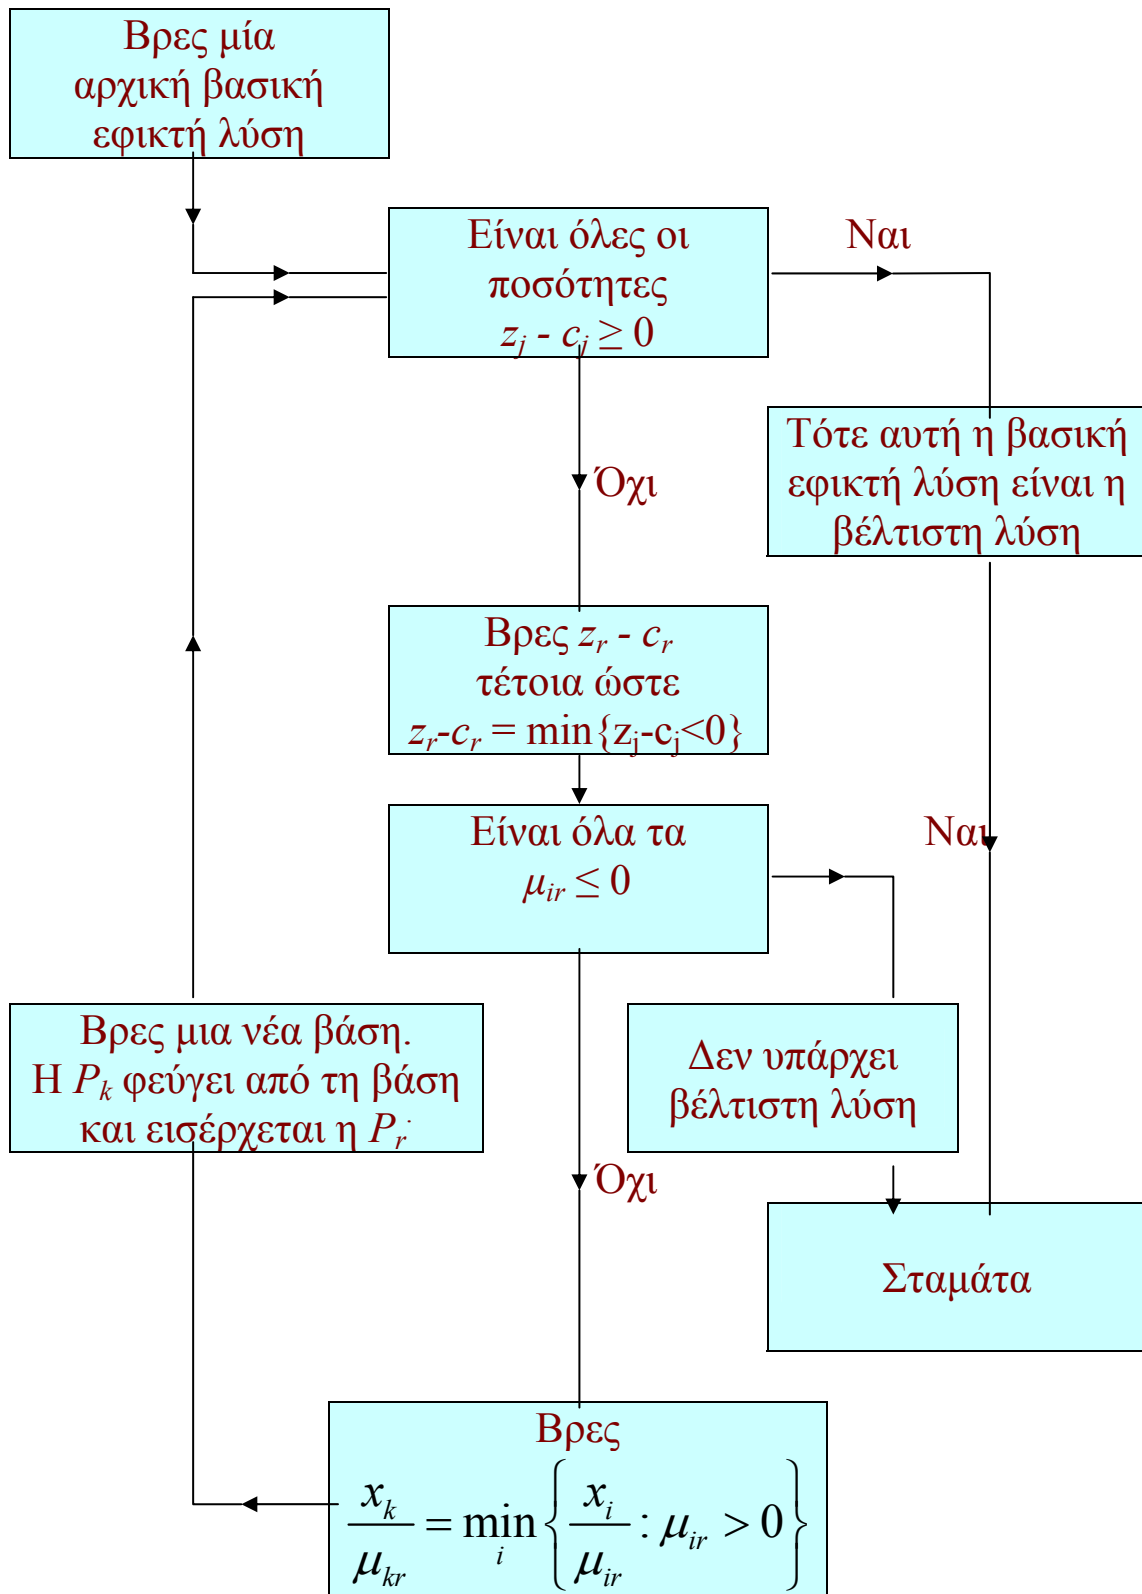 Βρες μία
αρχική βασική
εφικτή λύση
Είναι όλες οι
ποσότητες
z_j - c_j ≥ 0
Ναι
Τότε αυτή η βασική
εφικτή λύση είναι η
βέλτιστη λύση
Όχι
Βρες z_r - c_r
τέτοια ώστε
z_r-c_r = min{z_j-c_j<0}
Είναι όλα τα
μ_ir ≤ 0
Ναι
Βρες μια νέα βάση.
Η P_k φεύγει από τη βάση
και εισέρχεται η P_r.
Δεν υπάρχει
βέλτιστη λύση
Όχι
Σταμάτα
Βρες
x_k/μ_kr = min_i {x_i/μ_ir : μ_ir > 0}